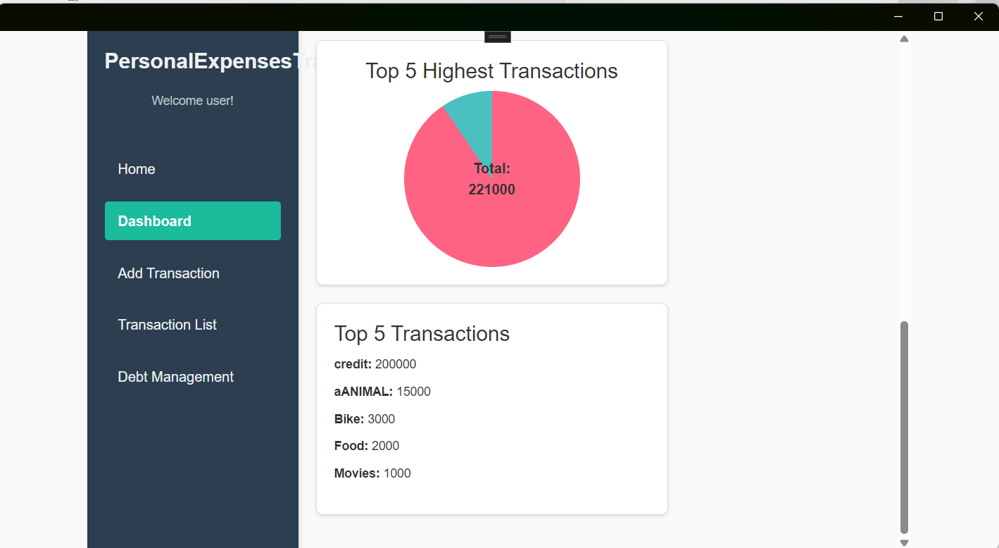 PersonalExpensesTra
Welcome user!
Home
Dashboard
Add Transaction
Transaction List
Debt Management
Top 5 Highest Transactions
Total:
221000
Top 5 Transactions
credit: 200000
aANIMAL: 15000
Bike: 3000
Food: 2000
Movies: 1000